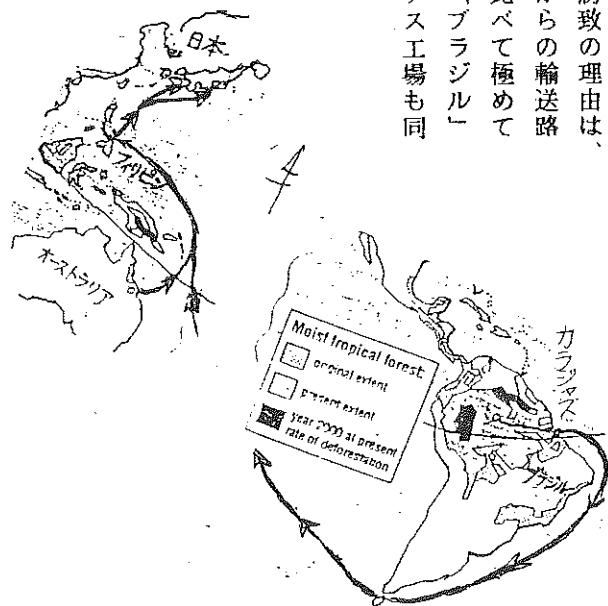 致の理由は、
らの輸送路
べて極めて
ブラジル」
ス工場も同
日本
フィリピン
オーストラリア
Moist tropical forest
original extent
present extent
Year 2000 at present
rate of deforestation
カラジャス
ブラジル